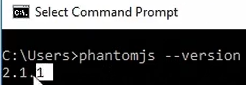 Select Command Prompt
C:\Users>phantomjs --version
2.1.1